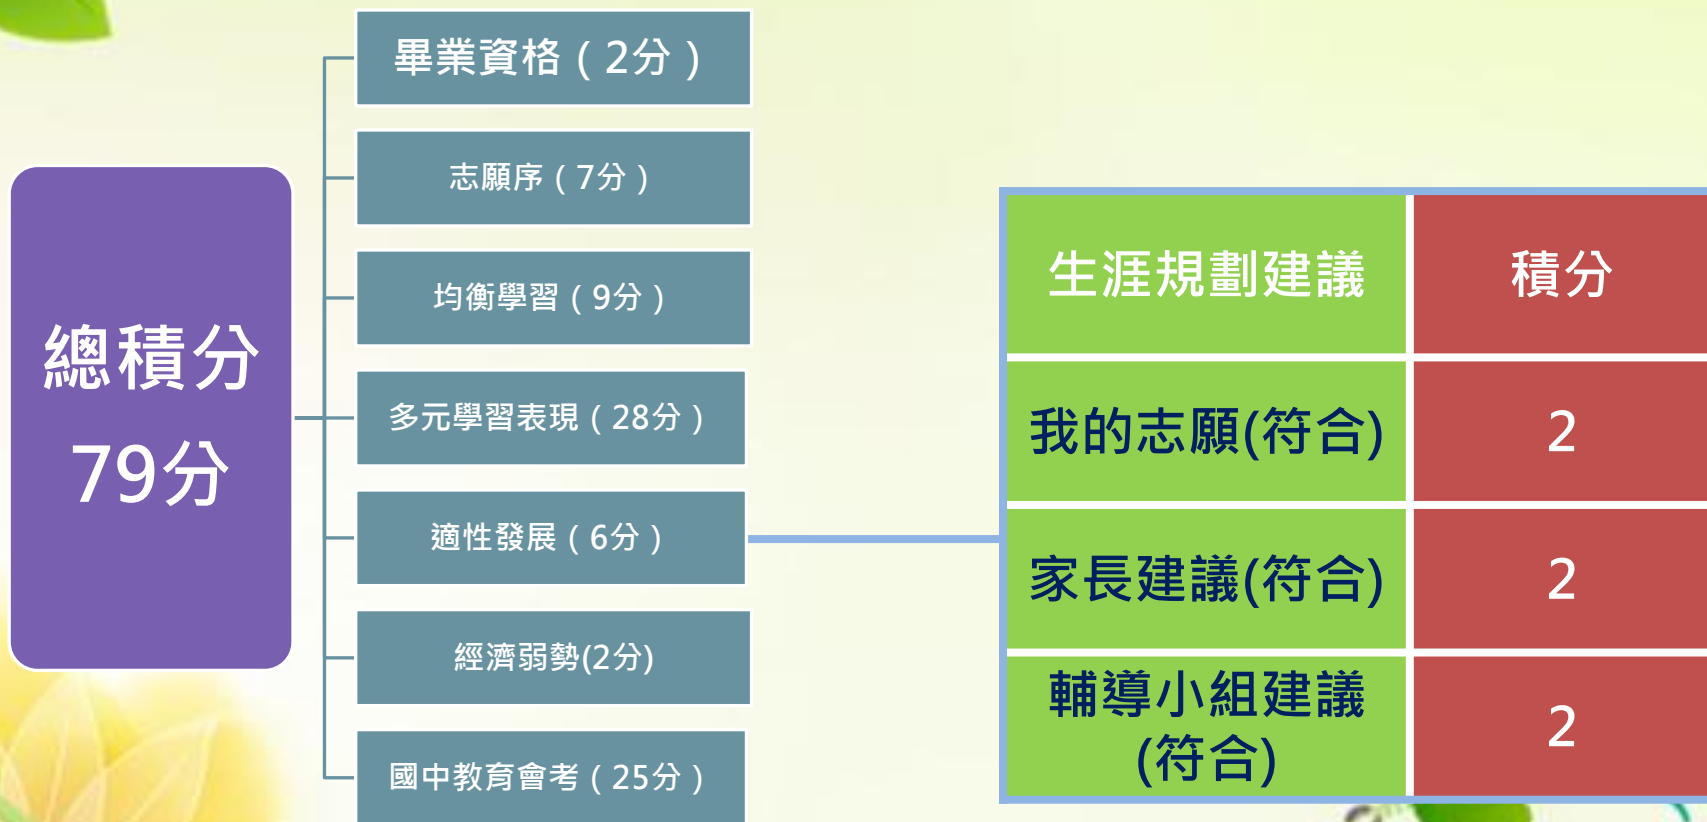 總積分
79分
畢業資格（2分）
志願序（7分）
均衡學習（9分）
多元學習表現（28分）
適性發展（6分）
經濟弱勢(2分)
國中教育會考（25分）
生涯規劃建議 積分
我的志願(符合) 2
家長建議(符合) 2
輔導小組建議
(符合) 2